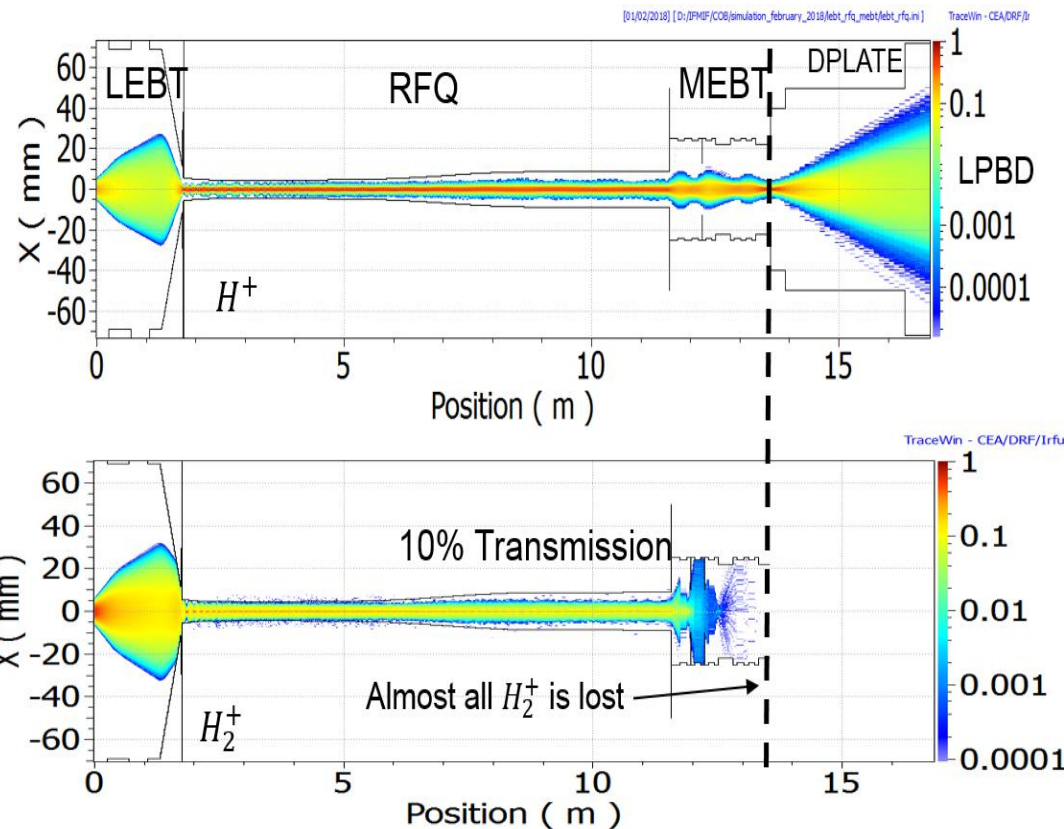 [01/02/2018] [ D:/IFMIF/COB/simulation_february_2018/lebt_rfq_mebt/lebt_rfq.ini ] TraceWin - CEA/DRF/Ir
LEBT RFQ MEBT DPLATE LPBD
X ( mm )
60
40
20
0
-20
-40
-60
H⁺
1
0.1
0.01
0.001
0.0001
0 5 10 15
Position ( m )
TraceWin - CEA/DRF/Irfu
X ( mm )
60
40
20
0
-20
-40
-60
10% Transmission
Almost all H₂⁺ is lost
H₂⁺
1
0.1
0.01
0.001
0.0001
0 5 10 15
Position ( m )